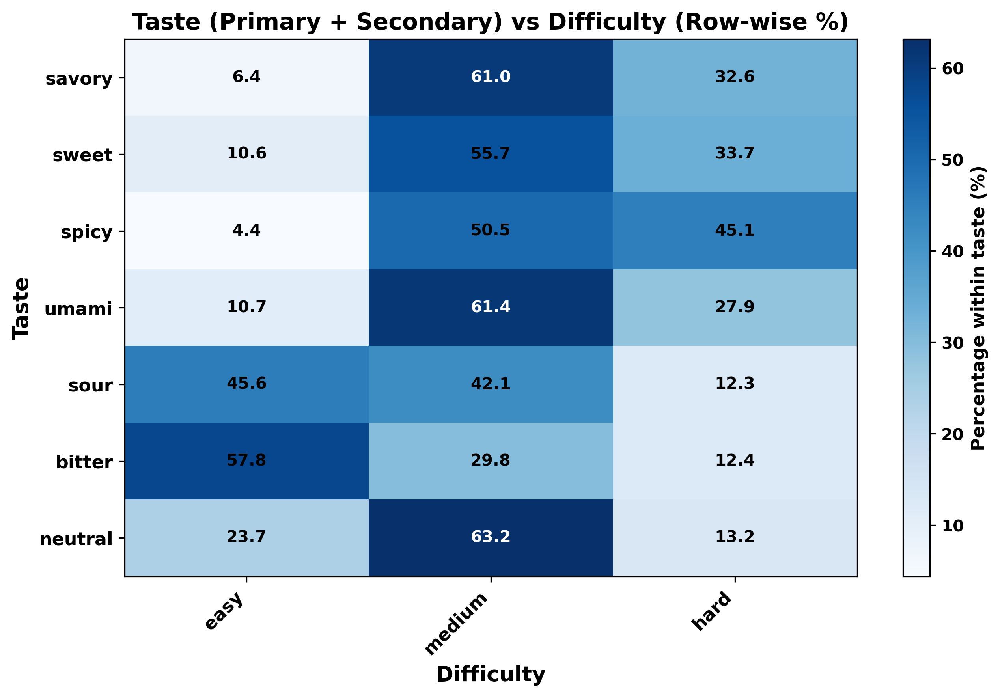 Taste (Primary + Secondary) vs Difficulty (Row-wise %)
Taste
savory 6.4 61.0 32.6
sweet 10.6 55.7 33.7
spicy 4.4 50.5 45.1
umami 10.7 61.4 27.9
sour 45.6 42.1 12.3
bitter 57.8 29.8 12.4
neutral 23.7 63.2 13.2
easy medium hard
Difficulty
60
50
40
30
20
10
Percentage within taste (%)